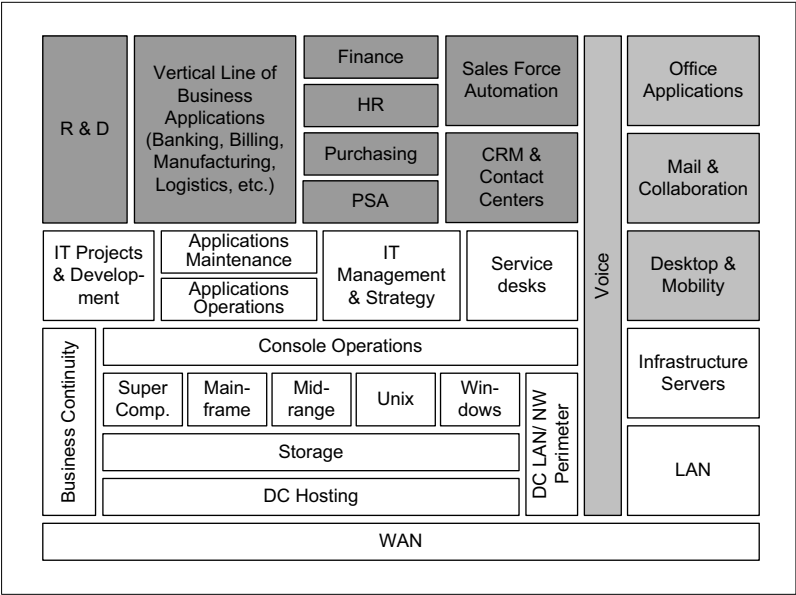 R & D
Vertical Line of
Business
Applications
(Banking, Billing,
Manufacturing,
Logistics, etc.)
Finance
HR
Purchasing
PSA
Sales Force
Automation
CRM &
Contact
Centers
Voice
Office
Applications
Mail &
Collaboration
Desktop &
Mobility
IT Projects
& Develop-
ment
Applications
Maintenance
Applications
Operations
IT
Management
& Strategy
Service
desks
Business Continuity
Console Operations
Super
Comp.
Main-
frame
Mid-
range
Unix
Win-
dows
Storage
DC Hosting
DC LAN/ NW
Perimeter
Infrastructure
Servers
LAN
WAN